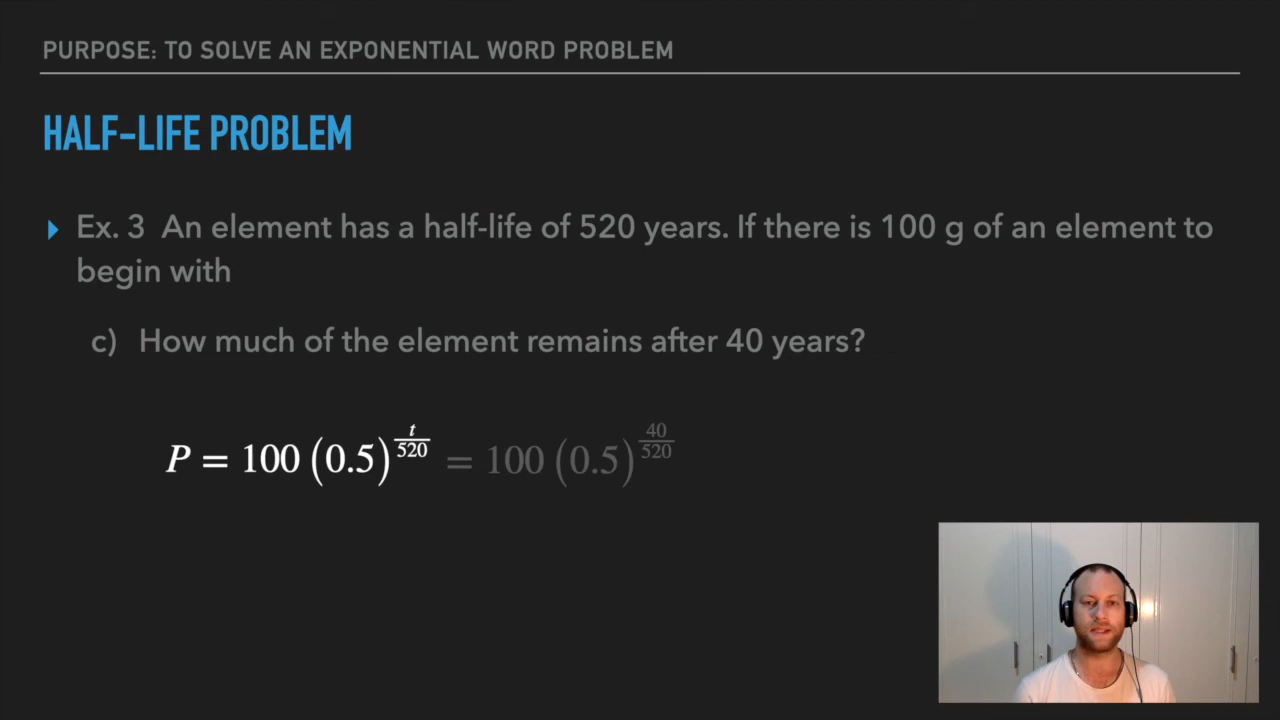 PURPOSE: TO SOLVE AN EXPONENTIAL WORD PROBLEM
HALF-LIFE PROBLEM
Ex. 3 An element has a half-life of 520 years. If there is 100 g of an element to
begin with
c) How much of the element remains after 40 years?
P = 100 (0.5)^(t/520) = 100 (0.5)^(40/520)